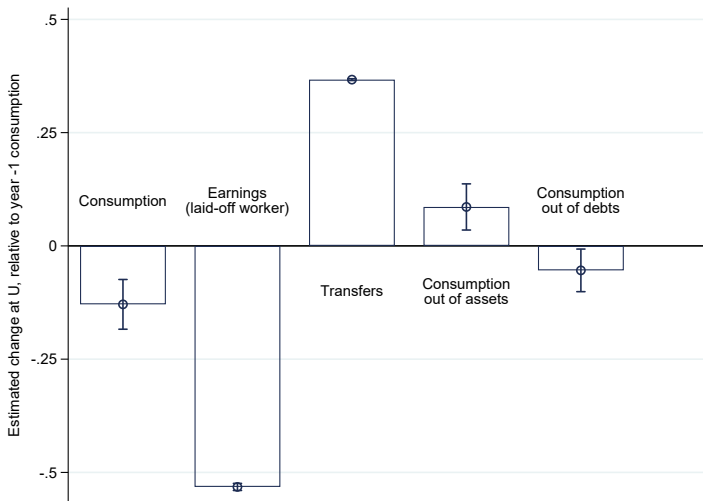 Estimated change at U, relative to year -1 consumption
.5
.25
0
-.25
-.5
Consumption
Earnings
(laid-off worker)
Transfers
Consumption
out of assets
Consumption
out of debts